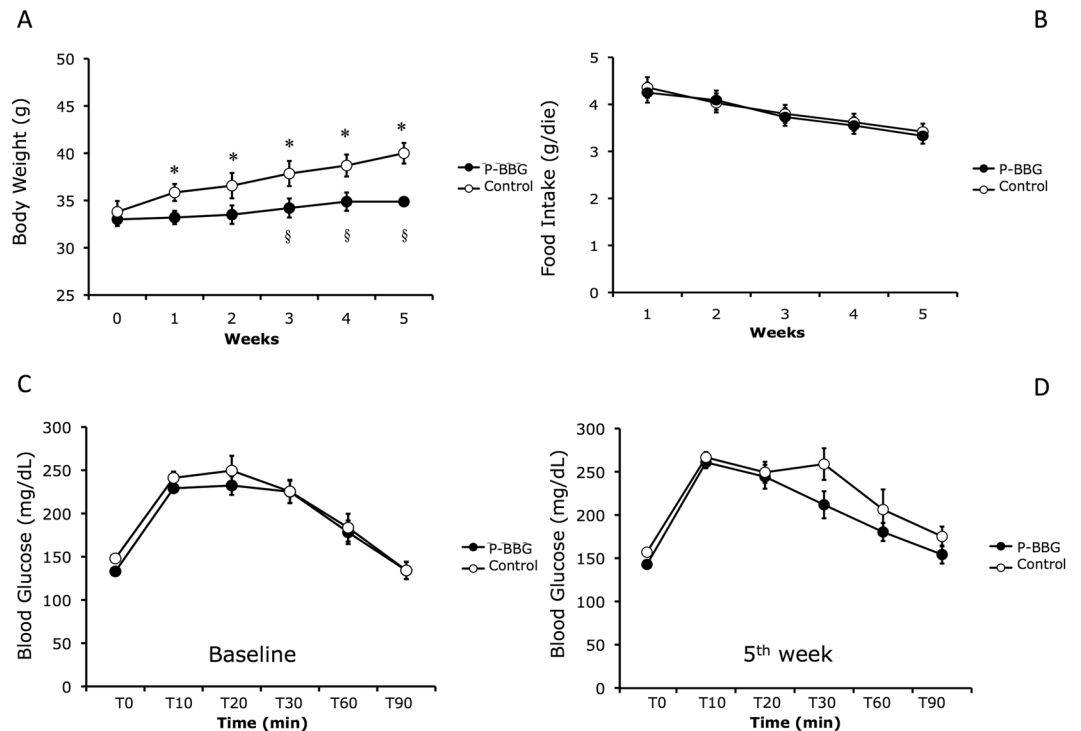 A
B
50
45
40
35
30
25
Body Weight (g)
* * * * *
§ § §
0 1 2 3 4 5
Weeks
P-BBG
Control
5
4
3
2
1
0
Food Intake (g/die)
1 2 3 4 5
Weeks
P-BBG
Control
C
D
300
250
200
150
100
50
0
Blood Glucose (mg/dL)
Baseline
T0 T10 T20 T30 T60 T90
Time (min)
P-BBG
Control
300
250
200
150
100
50
0
Blood Glucose (mg/dL)
5th week
T0 T10 T20 T30 T60 T90
Time (min)
P-BBG
Control